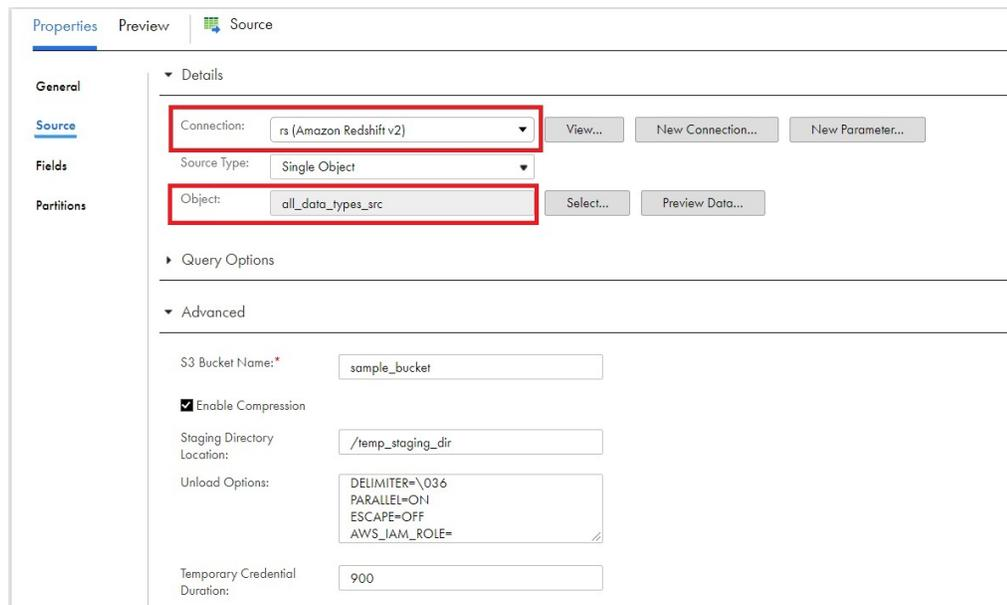 Properties Preview Source
General
Source
Fields
Partitions
Details
Connection: rs (Amazon Redshift v2) View... New Connection... New Parameter...
Source Type: Single Object
Object: all_data_types_src Select... Preview Data...
Query Options
Advanced
S3 Bucket Name:* sample_bucket
Enable Compression
Staging Directory
Location: /temp_staging_dir
Unload Options: DELIMITER=\036
PARALLEL=ON
ESCAPE=OFF
AWS_IAM_ROLE=
Temporary Credential
Duration: 900